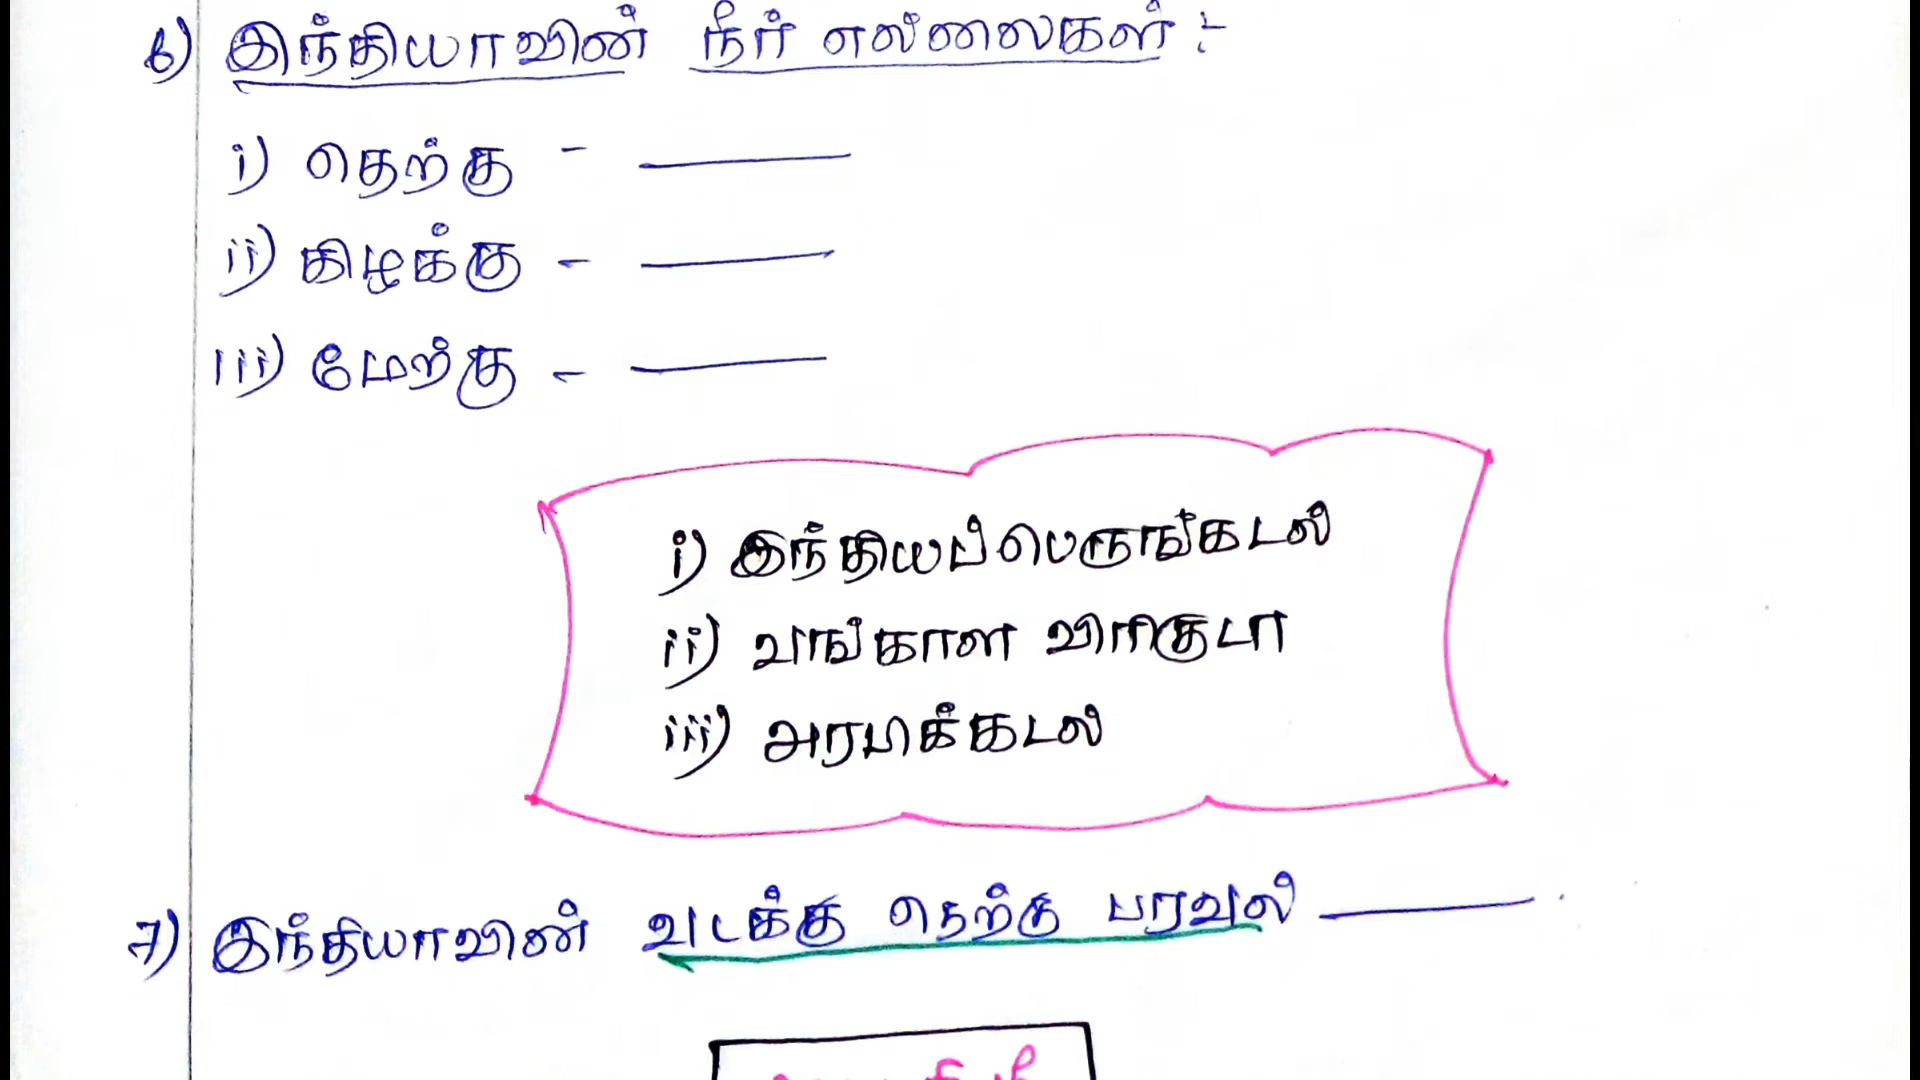 6) இந்தியாவின் நீர் எல்லைகள் :-
i) தெற்கு - ______
ii) கிழக்கு - ______
iii) மேற்கு - ______
i) இந்தியப்பெருங்கடல்
ii) வங்காள விரிகுடா
iii) அரபிக்கடல்
7) இந்தியாவின் வடக்கு தெற்கு பரவல் ______.